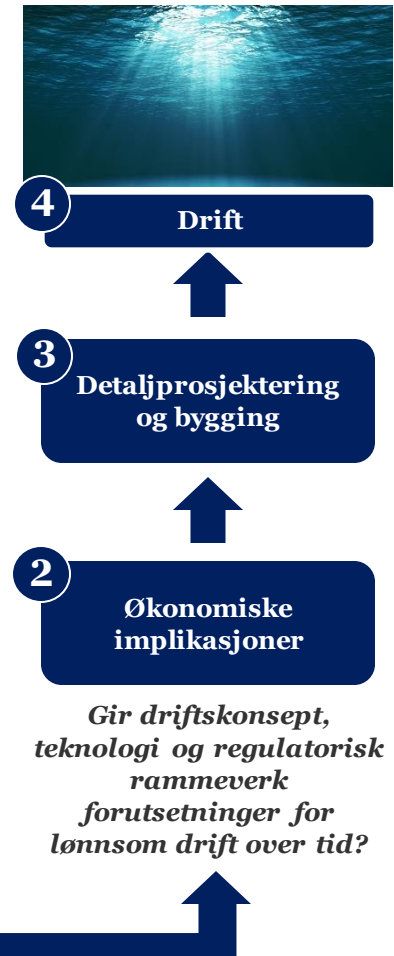 4
Drift
3
Detaljprosjektering
og bygging
2
Økonomiske
implikasjoner
Gir driftskonsept,
teknologi og regulatorisk
rammeverk
forutsetninger for
lønnsom drift over tid?